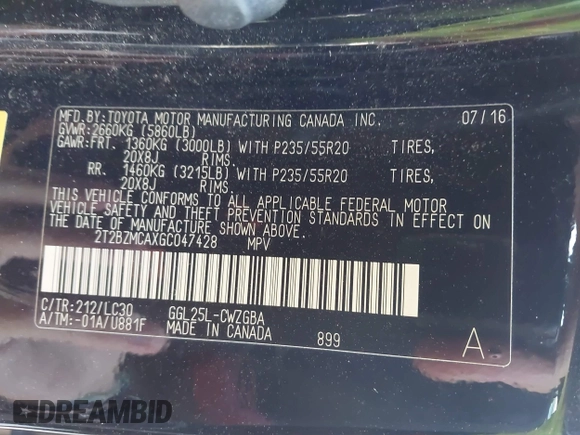 MFD.BY:TOYOTA MOTOR MANUFACTURING CANADA INC. 07/16
GVWR:2660KG (5860LB)
GAWR:FRT. 1360KG (3000LB) WITH P235/55R20 TIRES,
20X8J RIMS,
RR. 1460KG (3215LB) WITH P235/55R20 TIRES,
20X8J RIMS.
THIS VEHICLE CONFORMS TO ALL APPLICABLE FEDERAL MOTOR
VEHICLE SAFETY AND THEFT PREVENTION STANDARDS IN EFFECT ON
THE DATE OF MANUFACTURE SHOWN ABOVE.
2T2BZMCAXGC047428 MPV
C/TR:212/LC30 GGL25L-CWZGBA
A/TM:-01A/U881F MADE IN CANADA 899 A
DREAMBID